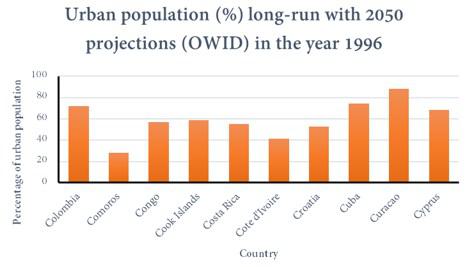 Urban population (%) long-run with 2050
projections (OWID) in the year 1996
Percentage of urban population
100
80
60
40
20
0
Colombia
Comoros
Congo
Cook Islands
Costa Rica
Cote d'Ivoire
Croatia
Cuba
Curacao
Cyprus
Country